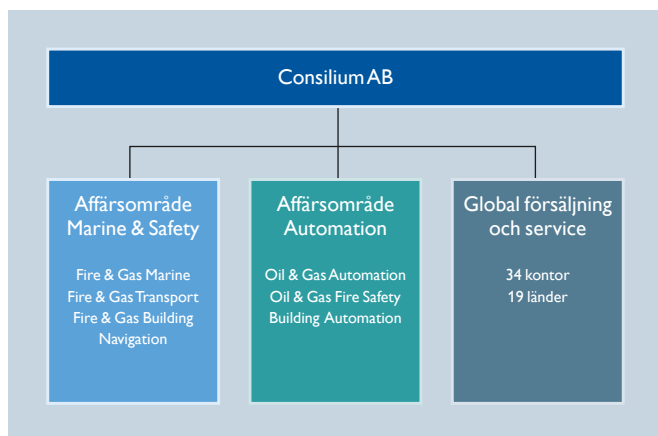 Consilium AB
Affärsområde
Marine & Safety
Fire & Gas Marine
Fire & Gas Transport
Fire & Gas Building
Navigation
Affärsområde
Automation
Oil & Gas Automation
Oil & Gas Fire Safety
Building Automation
Global försäljning
och service
34 kontor
19 länder